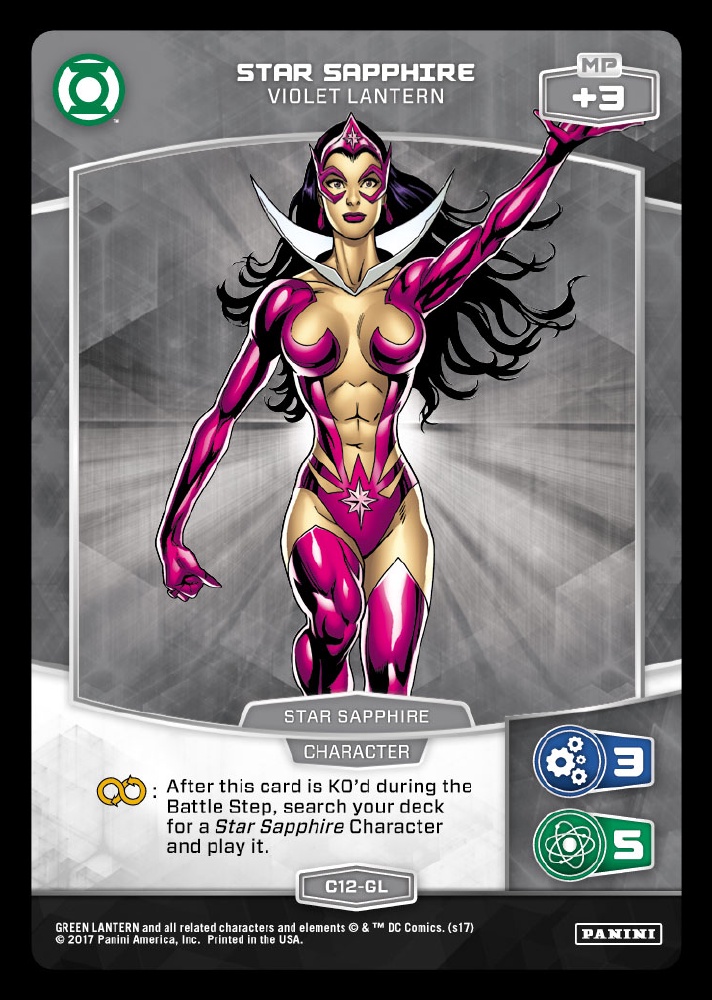 STAR SAPPHIRE
VIOLET LANTERN
MP
+3
STAR SAPPHIRE
CHARACTER
: After this card is KO'd during the
Battle Step, search your deck
for a Star Sapphire Character
and play it.
3
5
C12-GL
GREEN LANTERN and all related characters and elements © & ™ DC Comics. (s17)
© 2017 Panini America, Inc. Printed in the USA.
PANINI